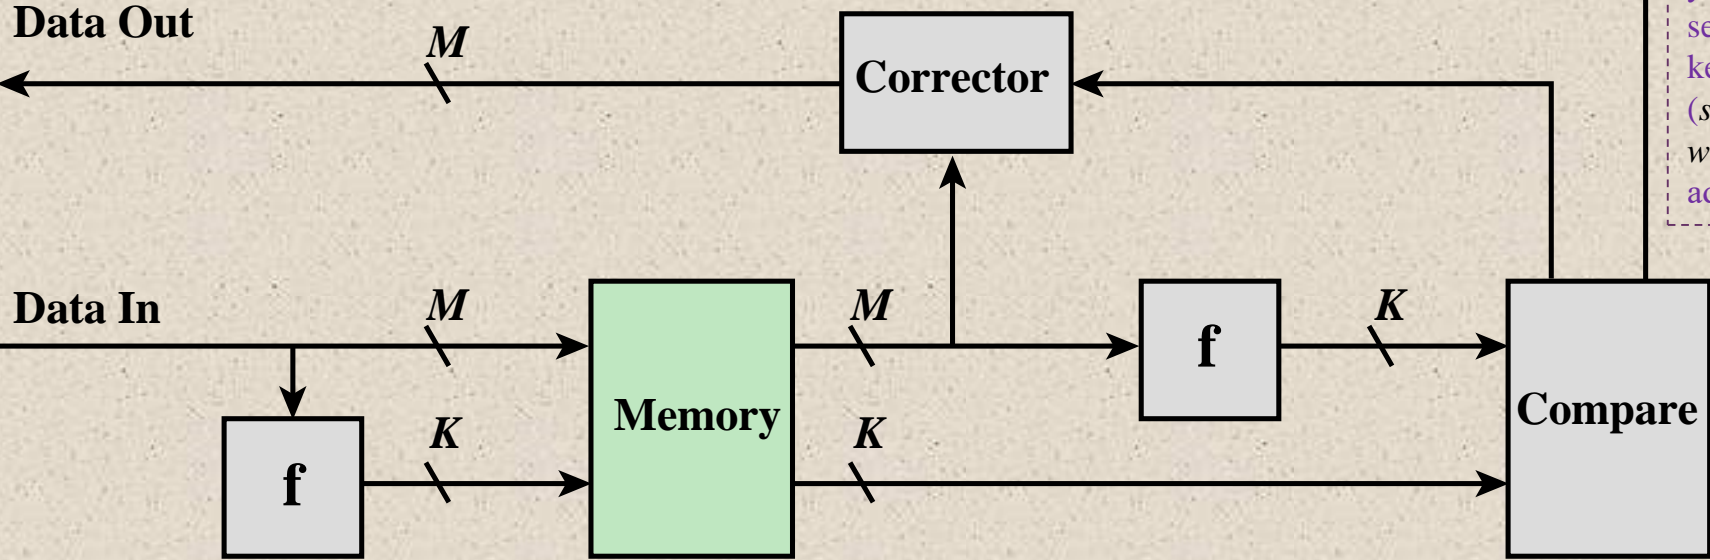 Data Out
M
Corrector
Data In
M
M
f
K
Memory
Compare
K
K
f